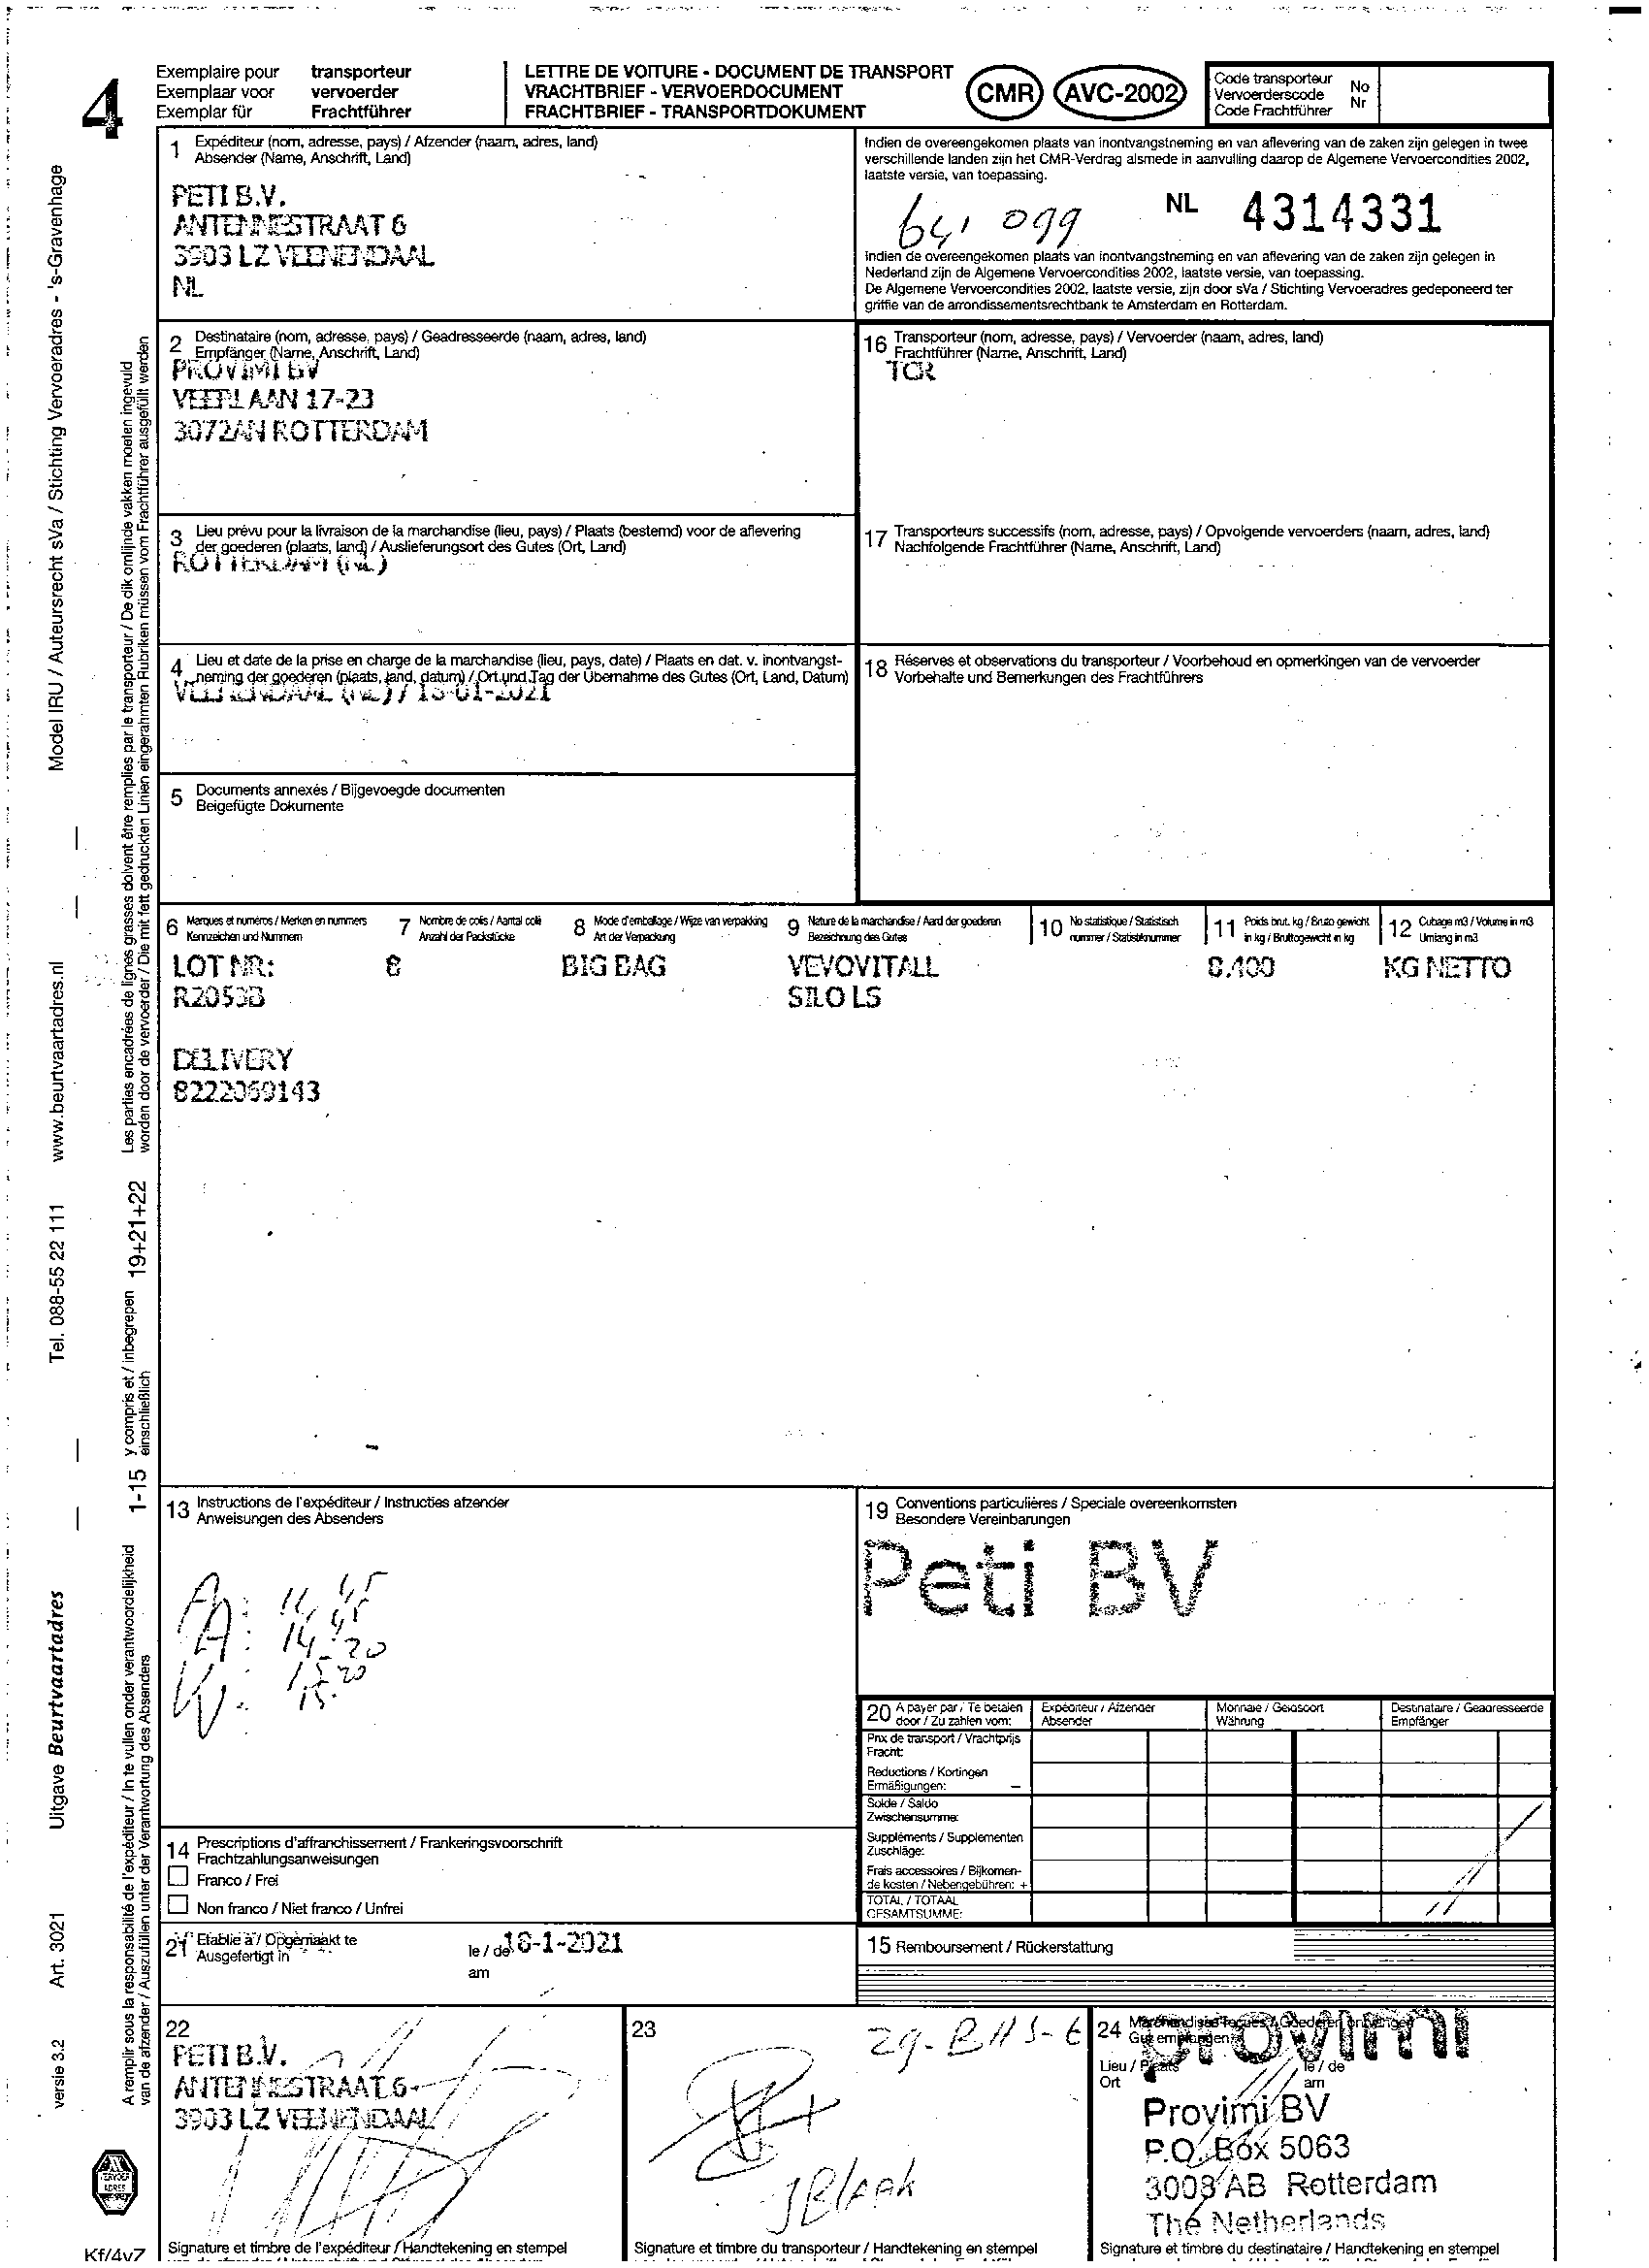 4
Exemplaire pour transporteur
Exemplaar voor vervoerder
Exemplar für Frachtführer
LETTRE DE VOITURE - DOCUMENT DE TRANSPORT
VRACHTBRIEF - VERVOERDOCUMENT
FRACHTBRIEF - TRANSPORTDOKUMENT
CMR AVC-2002
Code transporteur
Vervoerderscode
Code Frachtführer
No
Nr
1 Expéditeur (nom, adresse, pays) / Afzender (naam, adres, land)
Absender (Name, Anschrift, Land)
PETI B.V.
ANTENNESTRAAT 6
3903 LZ VEENENDAAL
NL
Indien de overeengekomen plaats van inontvangstneming en van aflevering van de zaken zijn gelegen in twee
verschillende landen zijn het CMR-Verdrag alsmede in aanvulling daarop de Algemene Vervoercondities 2002,
laatste versie, van toepassing.
NL 4314331
099
Indien de overeengekomen plaats van inontvangstneming en van aflevering van de zaken zijn gelegen in
Nederland zijn de Algemene Vervoercondities 2002, laatste versie, van toepassing.
De Algemene Vervoercondities 2002, laatste versie, zijn door sVa / Stichting Vervoeradres gedeponeerd ter
griffie van de arrondissementsrechtbank te Amsterdam en Rotterdam.
2 Destinataire (nom, adresse, pays) / Geadresseerde (naam, adres, land)
Empfänger (Name, Anschrift, Land)
PROVIMI BV
VEERLAAN 17-23
3072AN ROTTERDAM
16 Transporteur (nom, adresse, pays) / Vervoerder (naam, adres, land)
Frachtführer (Name, Anschrift, Land)
TCR
3 Lieu prévu pour la livraison de la marchandise (lieu, pays) / Plaats (bestemd) voor de aflevering
der goederen (plaats, land) / Auslieferungsort des Gutes (Ort, Land)
ROTTERDAM (NL)
17 Transporteurs successifs (nom, adresse, pays) / Opvolgende vervoerders (naam, adres, land)
Nachfolgende Frachtführer (Name, Anschrift, Land)
4 Lieu et date de la prise en charge de la marchandise (lieu, pays, date) / Plaats en dat. v. inontvangst-
neming der goederen (plaats, land, datum) / Ort und Tag der Übernahme des Gutes (Ort, Land, Datum)
VEENENDAAL (NL) /
18 Réserves et observations du transporteur / Voorbehoud en opmerkingen van de vervoerder
Vorbehalte und Bemerkungen des Frachtführers
5 Documents annexés / Bijgevoegde documenten
Beigefügte Dokumente
6 Marques et numéros / Merken en nummers
Kennzeichen und Nummern
7 Nombre de colis / Aantal colli
Anzahl der Packstücke
8 Mode d'emballage / Wijze van verpakking
Art der Verpackung
9 Nature de la marchandise / Aard der goederen
Bezeichnung des Gutes
10 No statistique / Statistisch
nummer / Statistiknummer
11 Poids brut, kg / Bruto gewicht
in kg / Bruttogewicht in kg
12 Cubage m3 / Volume in m3
Umfang in m3
LOT NR: BIG BAG VEVOVITALL KG NETTO
SILO LS
DELIVERY
8222069143
13 Instructions de l'expéditeur / Instructies afzender
Anweisungen des Absenders
A: 14.20
V: 15.20
19 Conventions particulières / Speciale overeenkomsten
Besondere Vereinbarungen
Peti BV
20 A payer par / Te betalen
door / Zu zahlen vom:
Expéditeur / Afzender
Absender
Monnaie / Geldsoort
Währung
Destinataire / Geadresseerde
Empfänger
Prix de transport / Vrachtprijs
Fracht:
Reductions / Kortingen
Ermäßigungen: -
Solde / Saldo
Zwischensumme:
Suppléments / Supplementen
Zuschläge:
Frais accessoires / Bijkomen-
de kosten / Nebengebühren: +
TOTAL / TOTAAL
GESAMTSUMME:
14 Prescriptions d'affranchissement / Frankeringsvoorschrift
Frachtzahlungsanweisungen
Franco / Frei
Non franco / Niet franco / Unfrei
21 Etablie à / Opgemaakt te
Ausgefertigt in
le / de 18-1-2021
am
15 Remboursement / Rückerstattung
22
PETI B.V.
ANTENNESTRAAT 6
3903 LZ VEENENDAAL
Signature et timbre de l'expéditeur / Handtekening en stempel
23
29-BHS-6
J Blaak
Signature et timbre du transporteur / Handtekening en stempel
24 Marchandises reçues / Goederen ontvangen
Gut empfangen
Lieu / Plaats
Ort
le / de
am
provimi
Provimi BV
P.O. Box 5063
3008 AB Rotterdam
The Netherlands
Signature et timbre du destinataire / Handtekening en stempel
Model IRU / Auteursrecht sVa / Stichting Vervoeradres - 's-Gravenhage
www.beurtvaartadres.nl
Tel. 088-55 22 111
Uitgave Beurtvaartadres
Art. 3021
versie 3.2
Les parties encadrées de lignes grasses doivent être remplies par le transporteur / De dik omlijnde vakken moeten ingevuld
worden door de vervoerder / Die mit fett gedruckten Linien eingerahmten Rubriken müssen vom Frachtführer ausgefüllt werden
1-15 y compris et / inbegrepen 19+21+22
einschließlich
A remplir sous la responsabilité de l'expéditeur / In te vullen onder verantwoordelijkheid
van de afzender / Auszufüllen unter der Verantwortung des Absenders
VERVOER
ADRES
Kf/4vZ